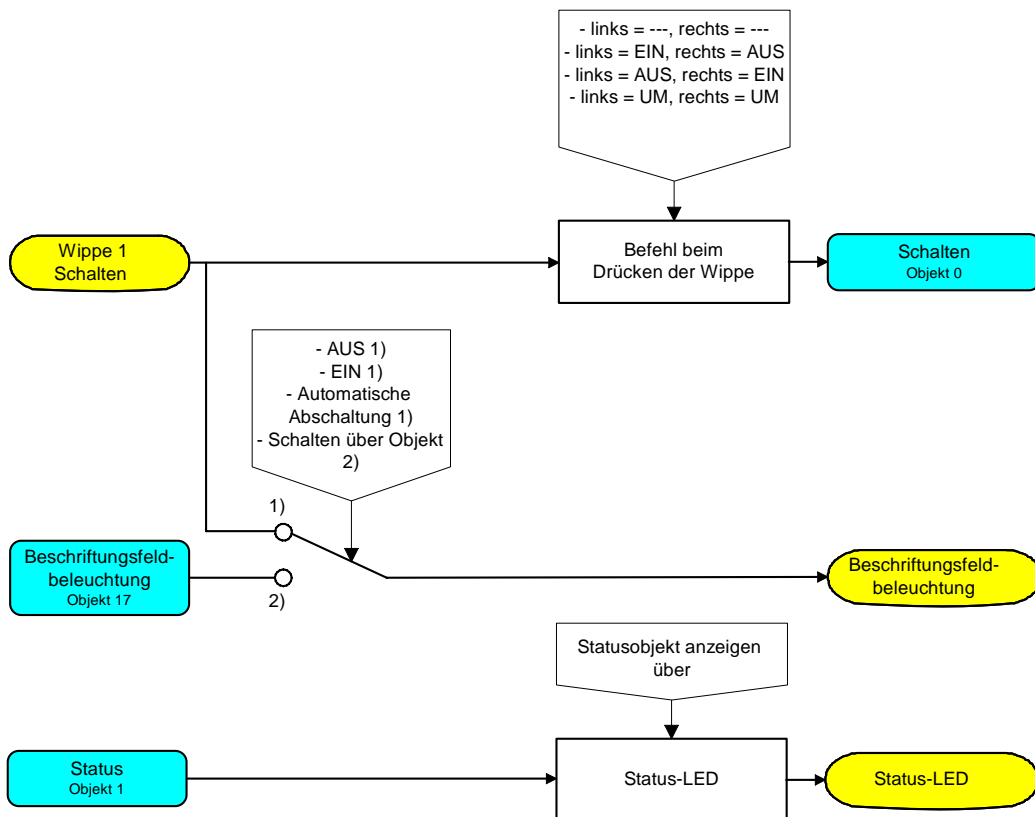 - links = ---, rechts = ---
- links = EIN, rechts = AUS
- links = AUS, rechts = EIN
- links = UM, rechts = UM
Wippe 1
Schalten
Befehl beim
Drücken der Wippe
Schalten
Objekt 0
- AUS 1)
- EIN 1)
- Automatische
Abschaltung 1)
- Schalten über Objekt
2)
1)
Beschriftungsfeld-
beleuchtung
Objekt 17
2)
Beschriftungsfeld-
beleuchtung
Statusobjekt anzeigen
über
Status
Objekt 1
Status-LED
Status-LED